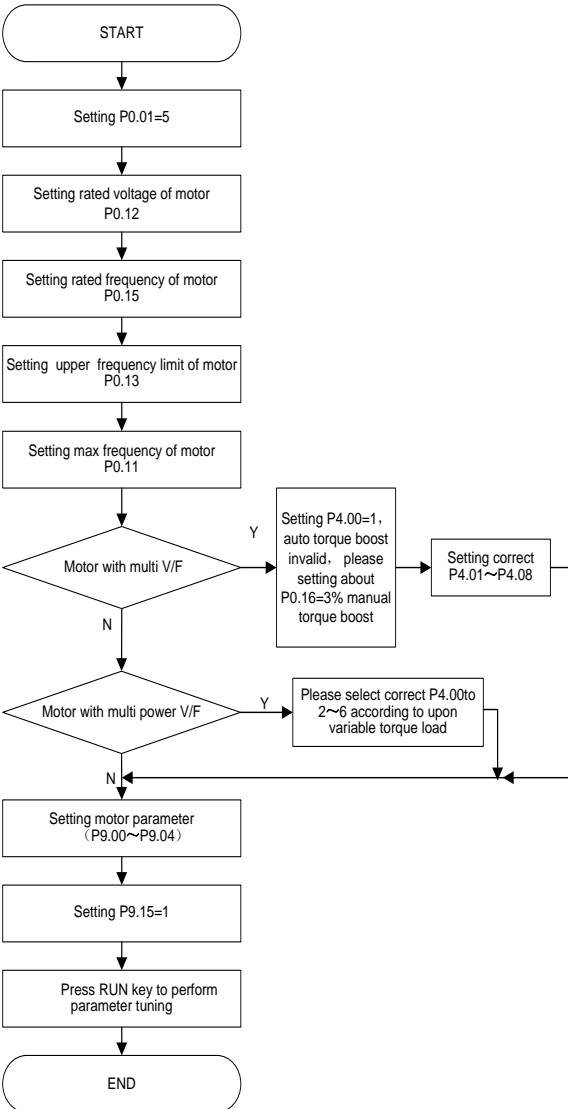 START
Setting P0.01=5
Setting rated voltage of motor
P0.12
Setting rated frequency of motor
P0.15
Setting upper frequency limit of motor
P0.13
Setting max frequency of motor
P0.11
Motor with multi V/F
Y
Setting P4.00=1，
auto torque boost
invalid， please
setting about
P0.16=3% manual
torque boost
Setting correct
P4.01～P4.08
N
Motor with multi power V/F
Y
Please select correct P4.00to
2～6 according to upon
variable torque load
N
Setting motor parameter
（P9.00～P9.04）
Setting P9.15=1
Press RUN key to perform
parameter tuning
END